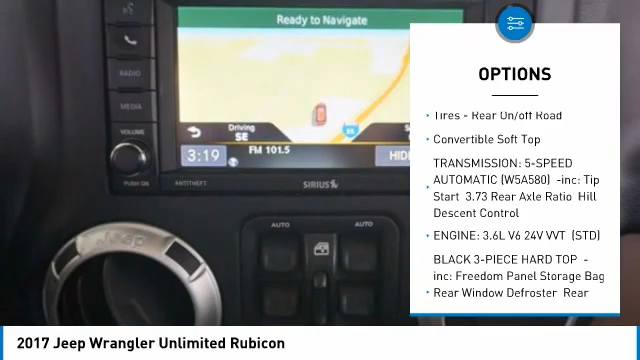 Ready to Navigate
RADIO
MEDIA
VOLUME
PUSH ON
ANTITHEFT
SIRIUS
Driving
SE
3:19
FM 101.5
HIDE
AUTO
AUTO
Jeep
OPTIONS
Tires - Rear On/off Road
Convertible Soft Top
TRANSMISSION: 5-SPEED
AUTOMATIC (W5A580) -inc: Tip
Start 3.73 Rear Axle Ratio Hill
Descent Control
ENGINE: 3.6L V6 24V VVT (STD)
BLACK 3-PIECE HARD TOP -
inc: Freedom Panel Storage Bag
Rear Window Defroster Rear
2017 Jeep Wrangler Unlimited Rubicon